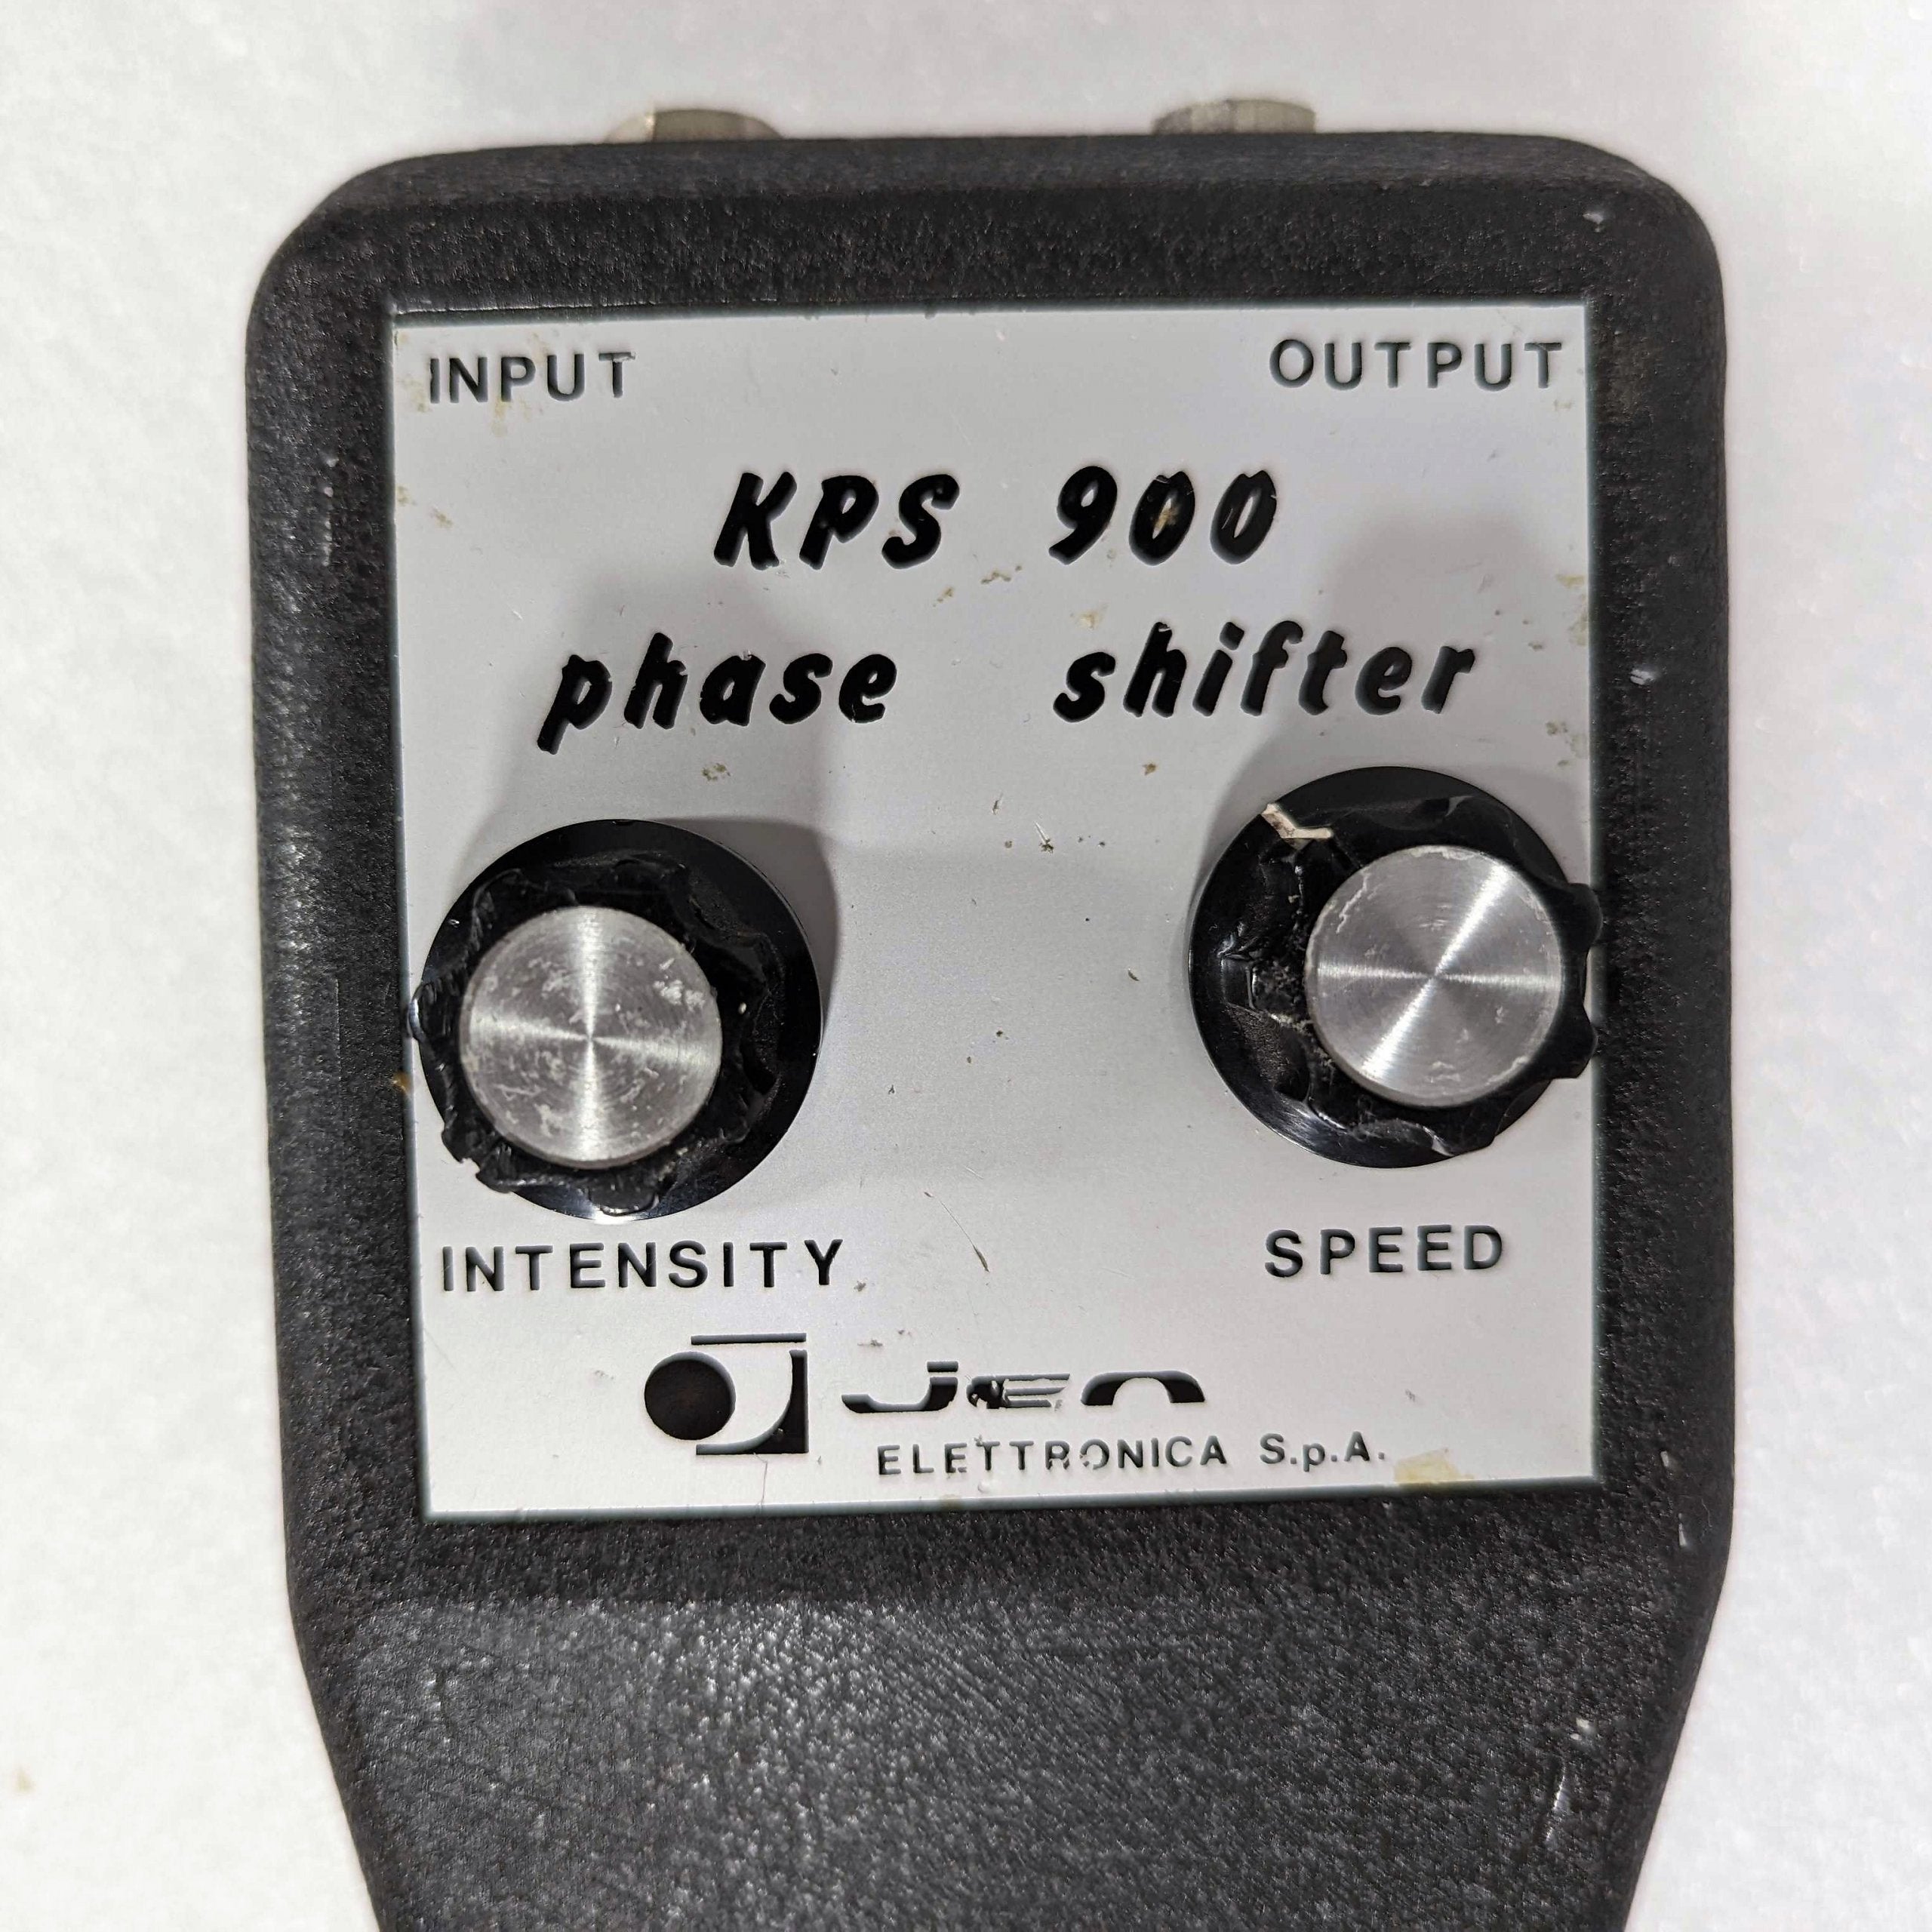 INPUT OUTPUT
KPS 900
phase shifter
INTENSITY SPEED
Jen
ELETTRONICA S.p.A.